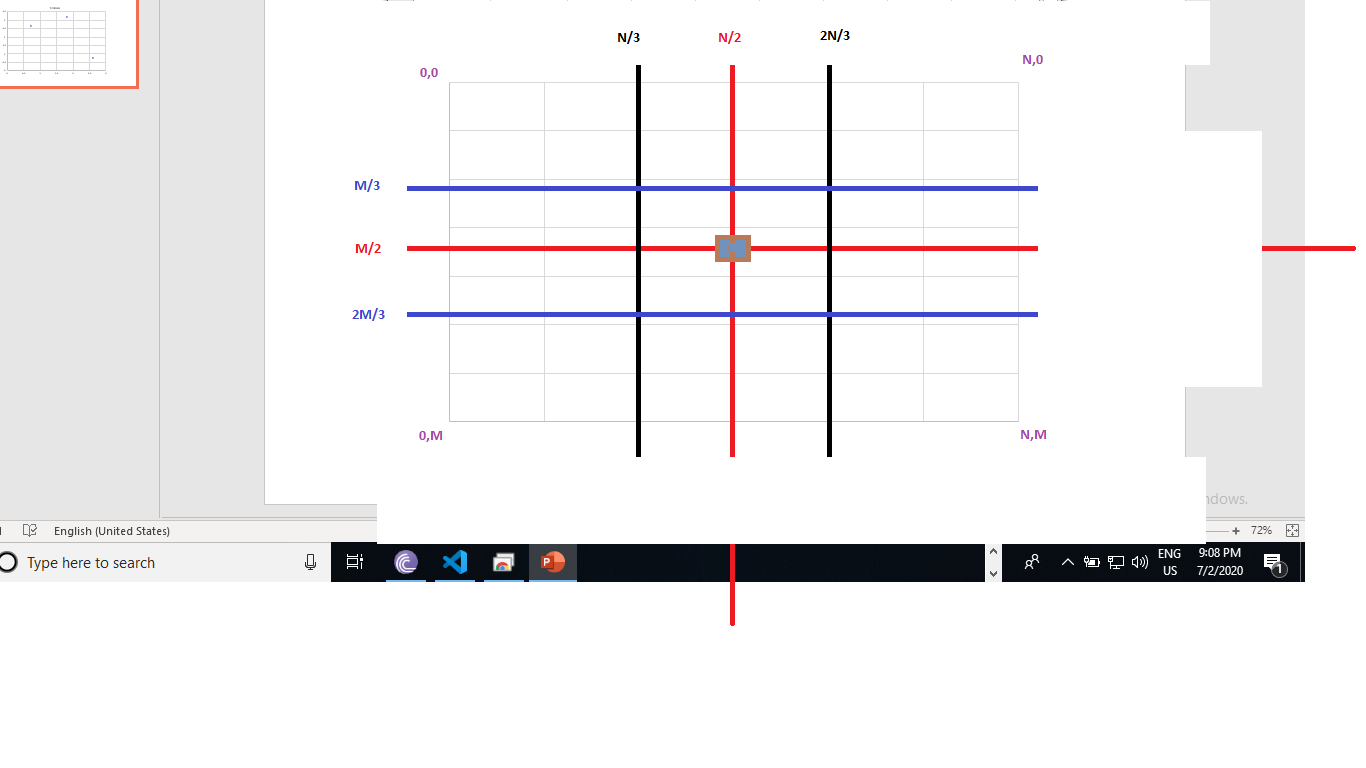 N/3
N/2
2N/3
0,0
N,0
M/3
M/2
2M/3
0,M
N,M
ndows.
English (United States)
72%
Type here to search
ENG
US
9:08 PM
7/2/2020
1